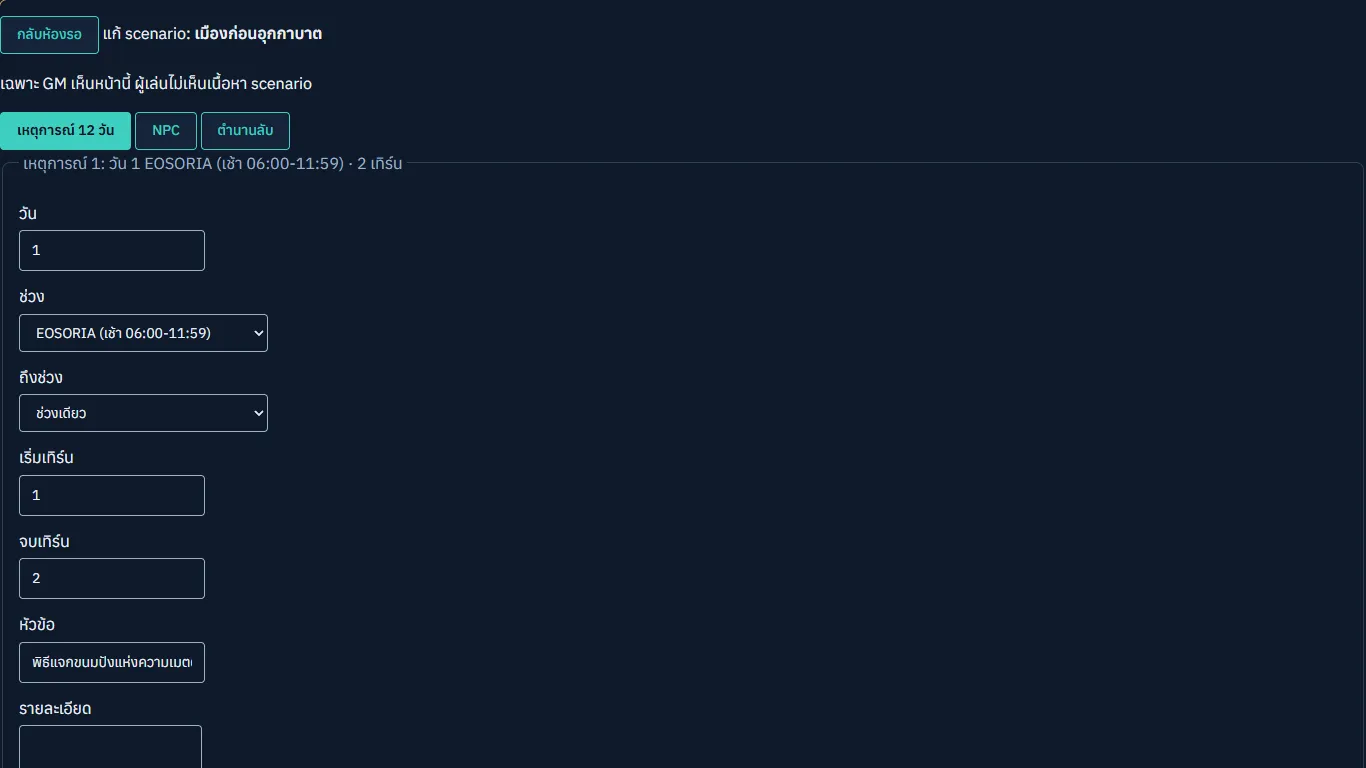 กลับห้องรอ แก้ scenario: เมืองก่อนอุกกาบาต
เฉพาะ GM เห็นหน้านี้ ผู้เล่นไม่เห็นเนื้อหา scenario
เหตุการณ์ 12 วัน NPC ตำนานลับ
เหตุการณ์ 1: วัน 1 EOSORIA (เช้า 06:00-11:59) · 2 เทิร์น
วัน
1
ช่วง
EOSORIA (เช้า 06:00-11:59)
ถึงช่วง
ช่วงเดียว
เริ่มเทิร์น
1
จบเทิร์น
2
หัวข้อ
พิธีแจกขนมปังแห่งความเมต
รายละเอียด